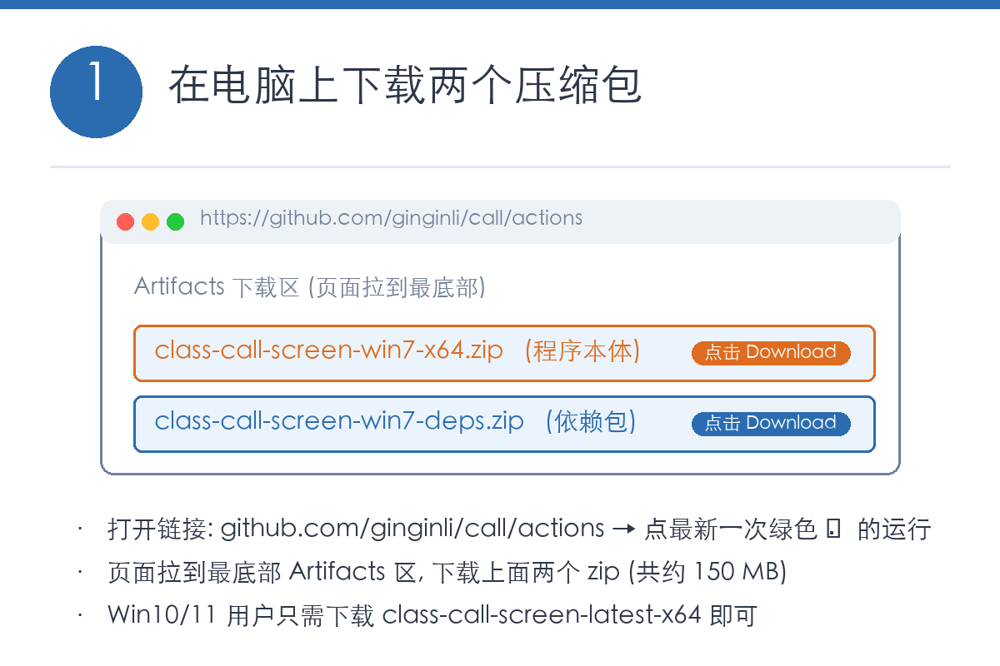 1
在电脑上下载两个压缩包
https://github.com/ginginli/call/actions
Artifacts 下载区 (页面拉到最底部)
class-call-screen-win7-x64.zip (程序本体) 点击 Download
class-call-screen-win7-deps.zip (依赖包) 点击 Download
· 打开链接: github.com/ginginli/call/actions → 点最新一次绿色 的运行
· 页面拉到最底部 Artifacts 区, 下载上面两个 zip (共约 150 MB)
· Win10/11 用户只需下载 class-call-screen-latest-x64 即可